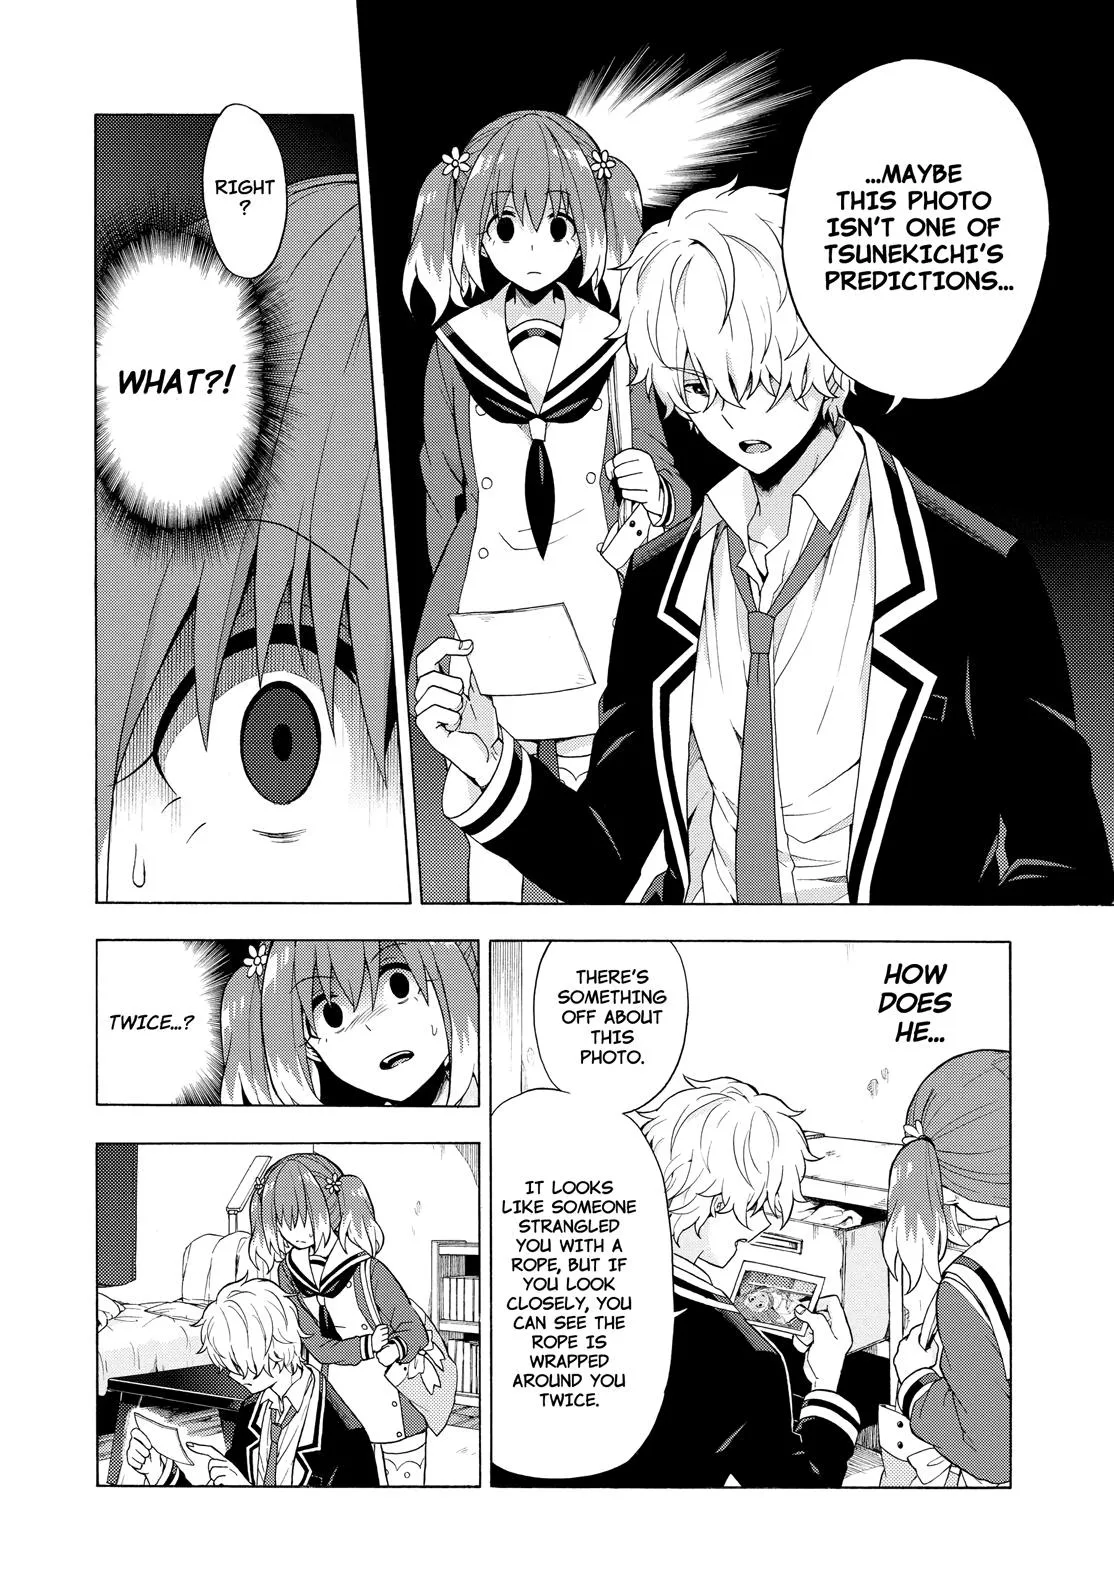 ...MAYBE
THIS PHOTO
ISN'T ONE OF
TSUNEKICHI'S
PREDICTIONS...
RIGHT
?
WHAT?!
HOW
DOES
HE...
THERE'S
SOMETHING
OFF ABOUT
THIS
PHOTO.
IT LOOKS
LIKE SOMEONE
STRANGLED
YOU WITH A
ROPE, BUT IF
YOU LOOK
CLOSELY, YOU
CAN SEE THE
ROPE IS
WRAPPED
AROUND YOU
TWICE.
TWICE...?